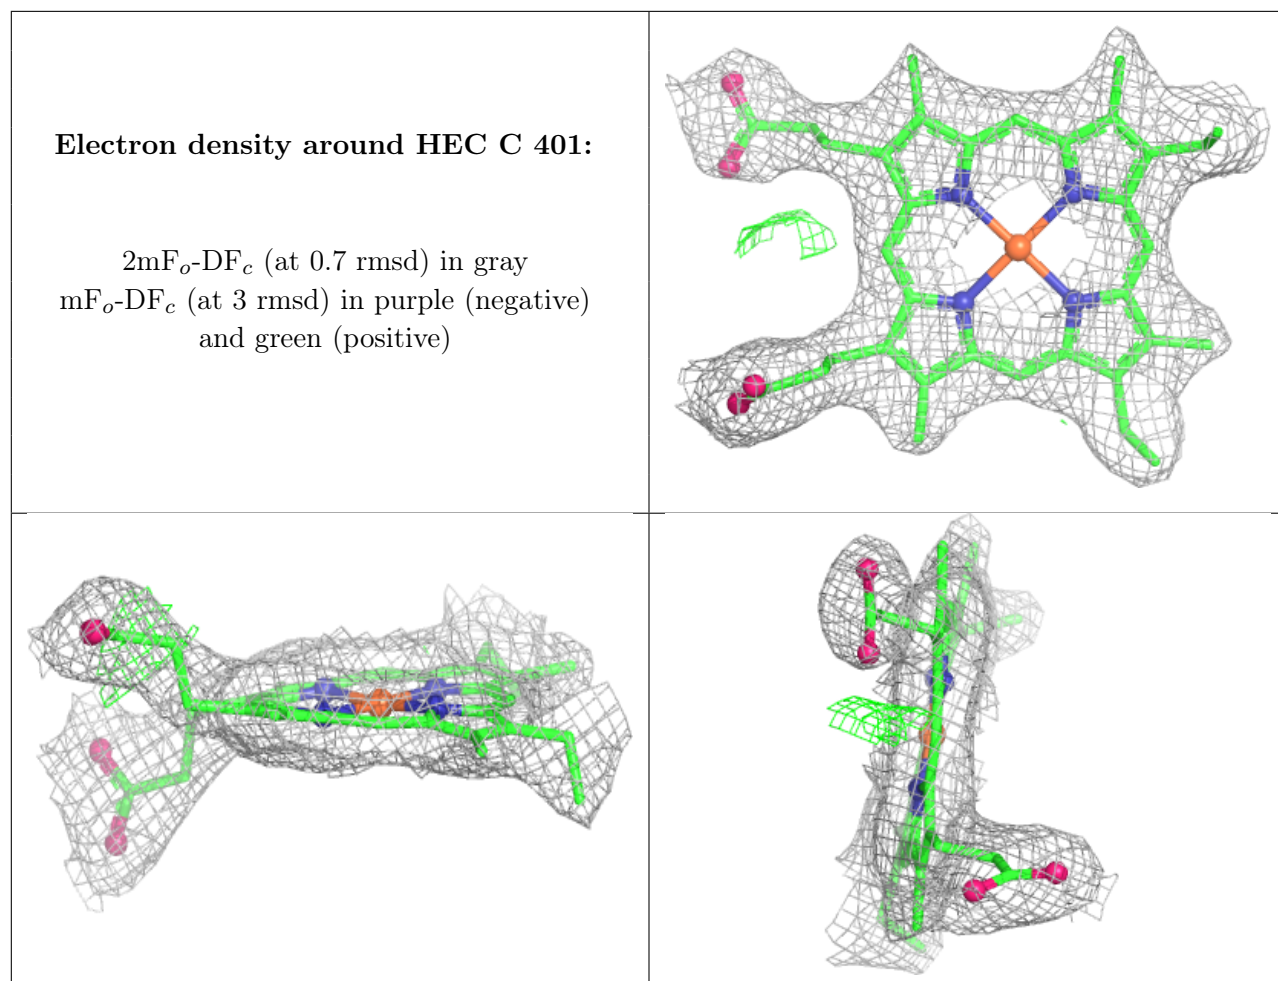 Electron density around HEC C 401:
2mFo-DFc (at 0.7 rmsd) in gray
mFo-DFc (at 3 rmsd) in purple (negative)
and green (positive)